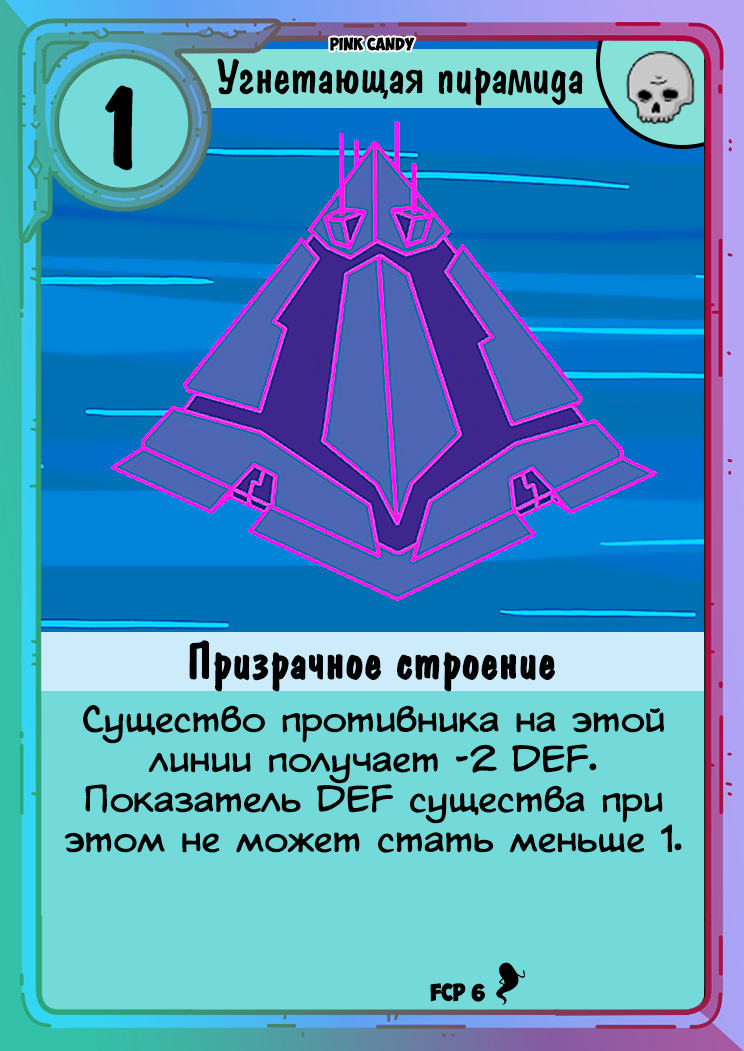 PINK CANDY
1
Угнетающая пирамида
Призрачное строение
Существо противника на этой
линии получает -2 DEF.
Показатель DEF существа при
этом не может стать меньше 1.
FCP 6